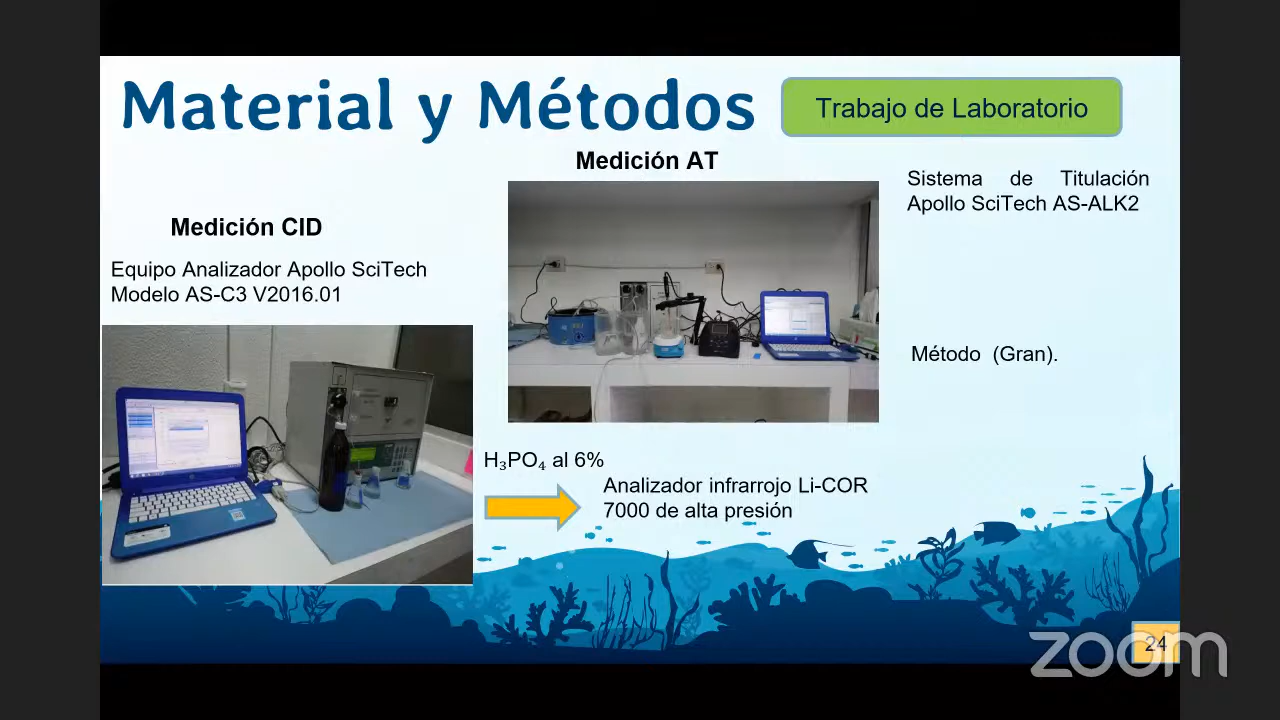 Material y Métodos
Trabajo de Laboratorio
Medición AT
Sistema de Titulación
Apollo SciTech AS-ALK2
Medición CID
Equipo Analizador Apollo SciTech
Modelo AS-C3 V2016.01
Método (Gran).
H₃PO₄ al 6%
Analizador infrarrojo Li-COR
7000 de alta presión
24
zoom